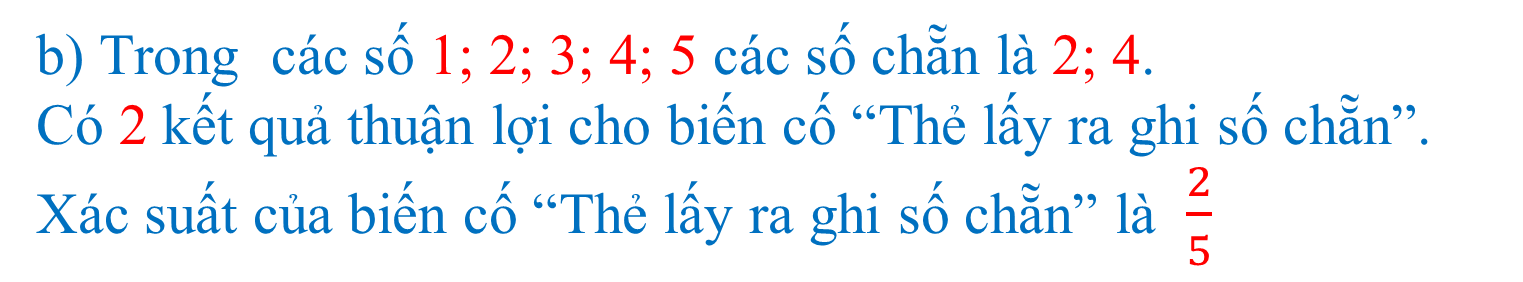 b) Trong các số 1; 2; 3; 4; 5 các số chẵn là 2; 4.
Có 2 kết quả thuận lợi cho biến cố “Thẻ lấy ra ghi số chẵn”.
Xác suất của biến cố “Thẻ lấy ra ghi số chẵn” là 2/5